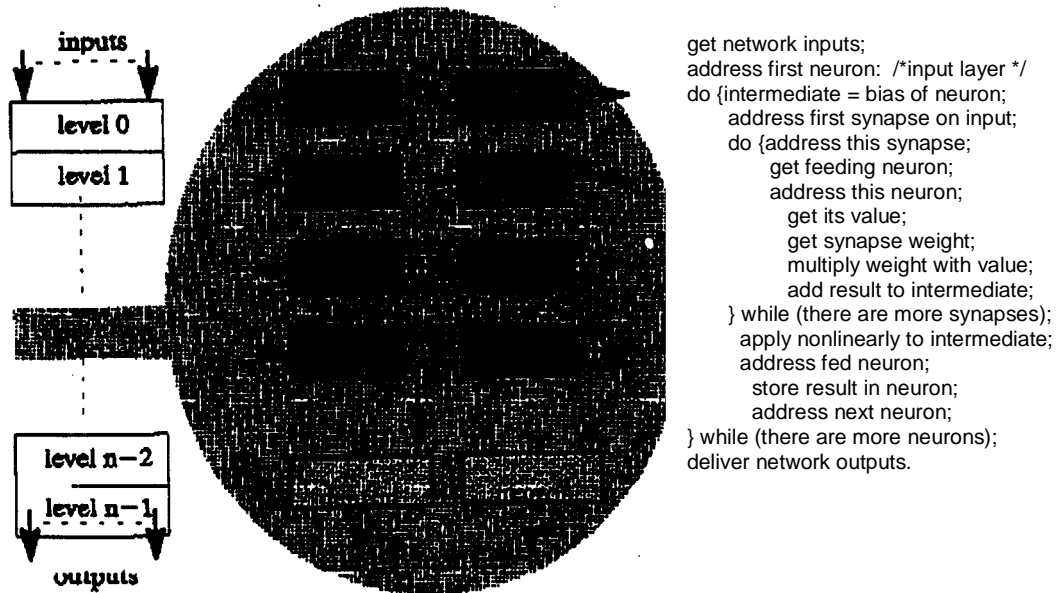 inputs
level 0
level 1
level n-2
level n-1
outputs
get network inputs;
address first neuron: /*input layer */
do {intermediate = bias of neuron;
address first synapse on input;
do {address this synapse;
get feeding neuron;
address this neuron;
get its value;
get synapse weight;
multiply weight with value;
add result to intermediate;
} while (there are more synapses);
apply nonlinearly to intermediate;
address fed neuron;
store result in neuron;
address next neuron;
} while (there are more neurons);
deliver network outputs.